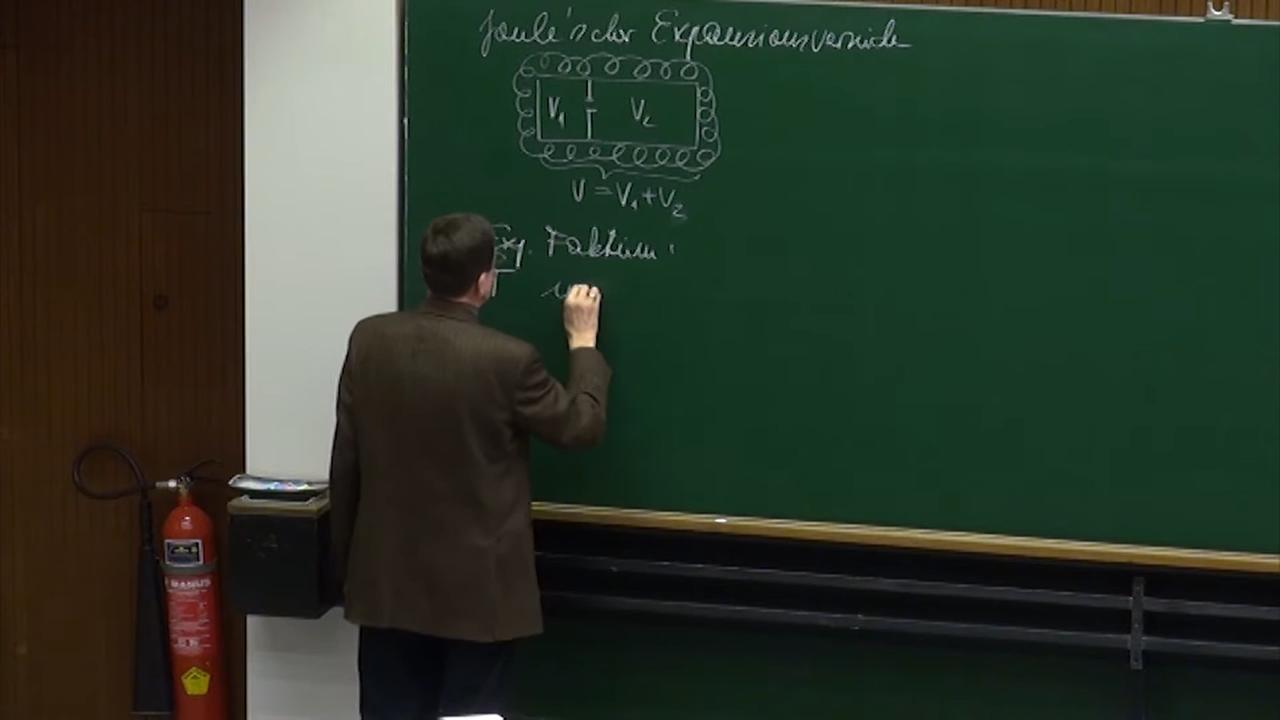 Joule'scher Expansionsversuch
V₁ V₂
V = V₁ + V₂
Exp. Faktum: